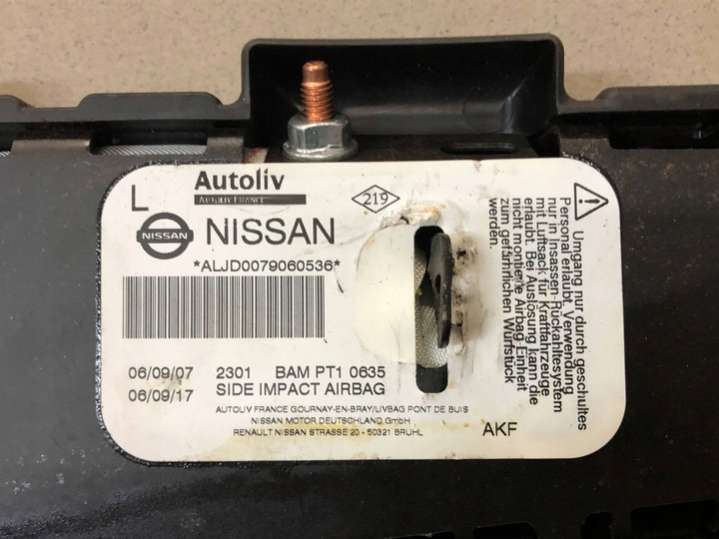 L
Autoliv
AUTOLIV FRANCE
219
NISSAN
NISSAN
*ALJD0079060536*
06/09/07 2301 BAM PT1 0635
06/09/17 SIDE IMPACT AIRBAG
AUTOLIV FRANCE GOURNAY-EN-BRAY/LIVBAG PONT DE BUIS
NISSAN MOTOR DEUTSCHLAND GmbH
RENAULT NISSAN STRASSE 20 - 50321 BRUHL
AKF
Umgang nur durch geschultes
Personal erlaubt. Verwendung
nur in Insassen-Rückhaltesystem
mit Luftsack für Kraftfahrzeuge
erlaubt. Bei Auslösung kann die
nicht montierte Airbag-Einheit
zum gefährlichen Wurfstück
werden.